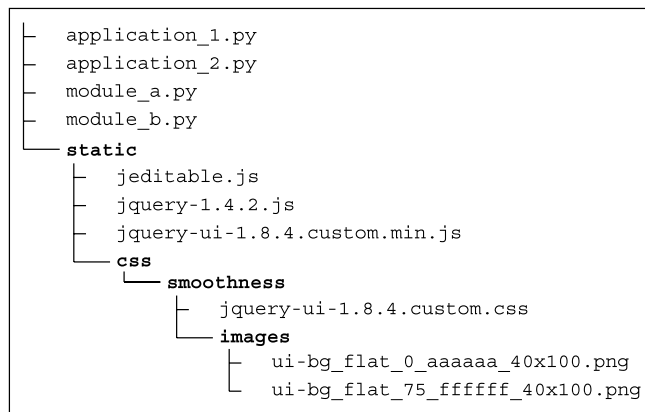 application_1.py
application_2.py
module_a.py
module_b.py
static
jeditable.js
jquery-1.4.2.js
jquery-ui-1.8.4.custom.min.js
css
smoothness
jquery-ui-1.8.4.custom.css
images
ui-bg_flat_0_aaaaaa_40x100.png
ui-bg_flat_75_ffffff_40x100.png